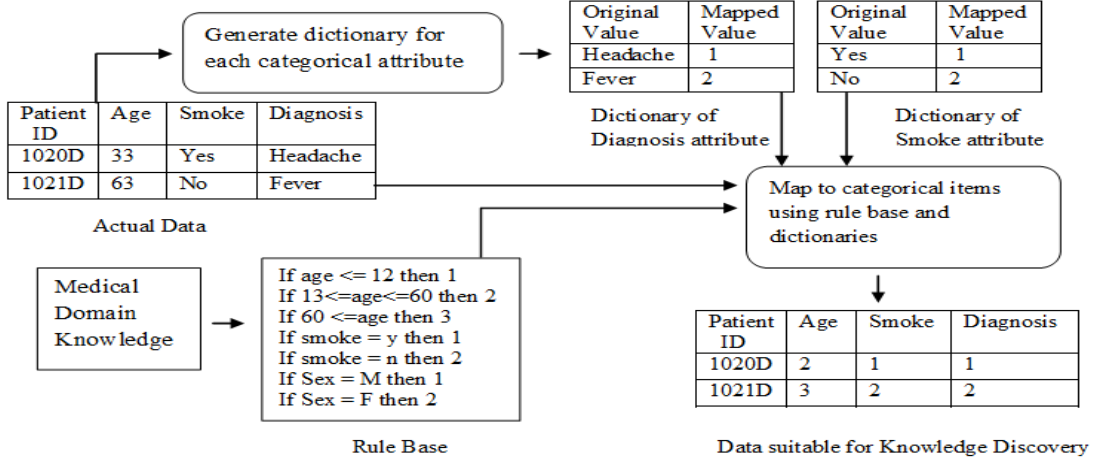 Generate dictionary for
each categorical attribute
Original Value Mapped Value
Headache 1
Fever 2
Dictionary of
Diagnosis attribute
Original Value Mapped Value
Yes 1
No 2
Dictionary of
Smoke attribute
Patient ID Age Smoke Diagnosis
1020D 33 Yes Headache
1021D 63 No Fever
Actual Data
Map to categorical items
using rule base and
dictionaries
Medical
Domain
Knowledge
If age <= 12 then 1
If 13<=age<=60 then 2
If 60 <=age then 3
If smoke = y then 1
If smoke = n then 2
If Sex = M then 1
If Sex = F then 2
Rule Base
Patient ID Age Smoke Diagnosis
1020D 2 1 1
1021D 3 2 2
Data suitable for Knowledge Discovery